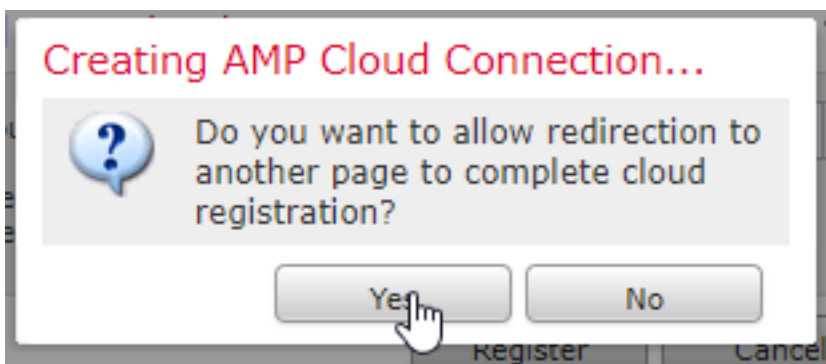 Creating AMP Cloud Connection...
Do you want to allow redirection to
another page to complete cloud
registration?
Yes
No
Register
Cancel